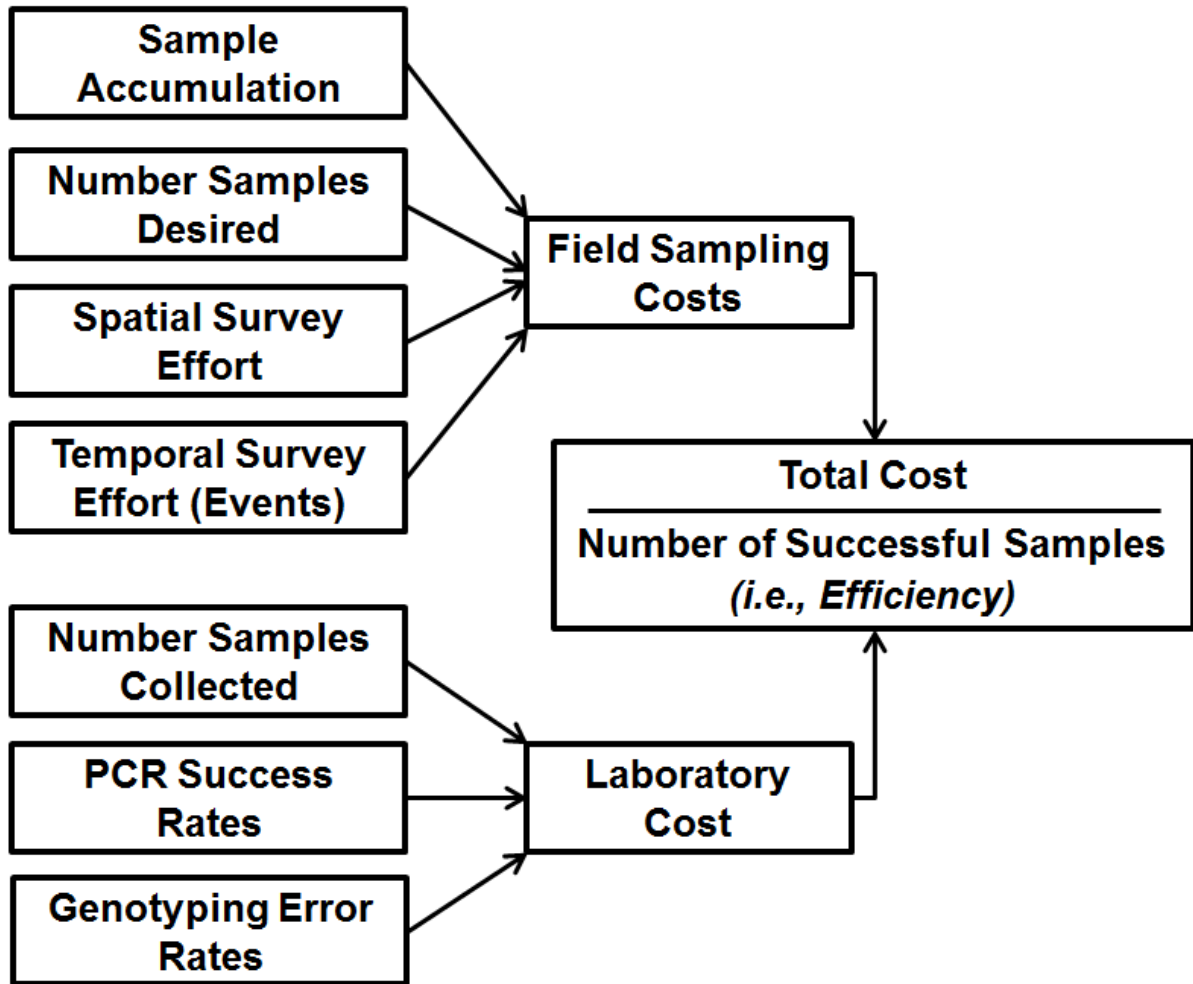 Sample
Accumulation
Number Samples
Desired
Spatial Survey
Effort
Temporal Survey
Effort (Events)
Field Sampling
Costs
Total Cost
Number of Successful Samples
(i.e., Efficiency)
Number Samples
Collected
PCR Success
Rates
Genotyping Error
Rates
Laboratory
Cost